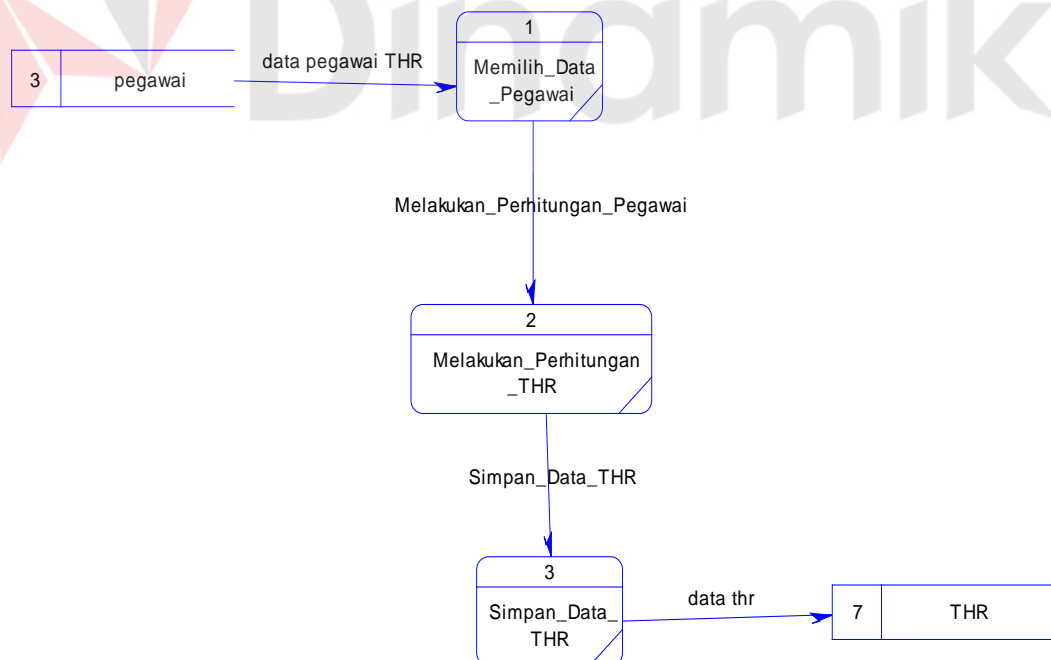 Dinamik
1
data pegawai THR
Memilih_Data
_Pegawai
3
pegawai
Melakukan_Perhitungan_Pegawai
2
Melakukan_Perhitungan
_THR
Simpan_Data_THR
3
Simpan_Data_
THR
data thr
7
THR